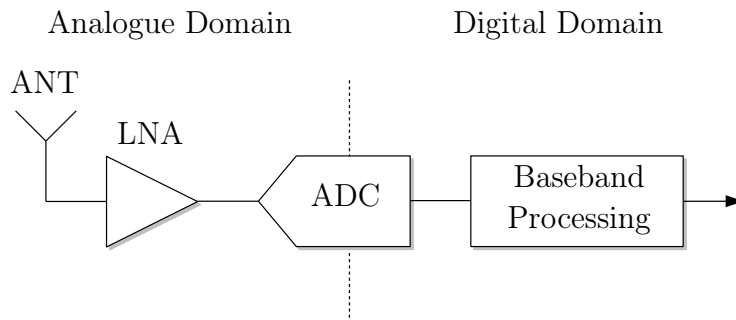 Analogue Domain
Digital Domain
ANT
LNA
ADC
Baseband
Processing